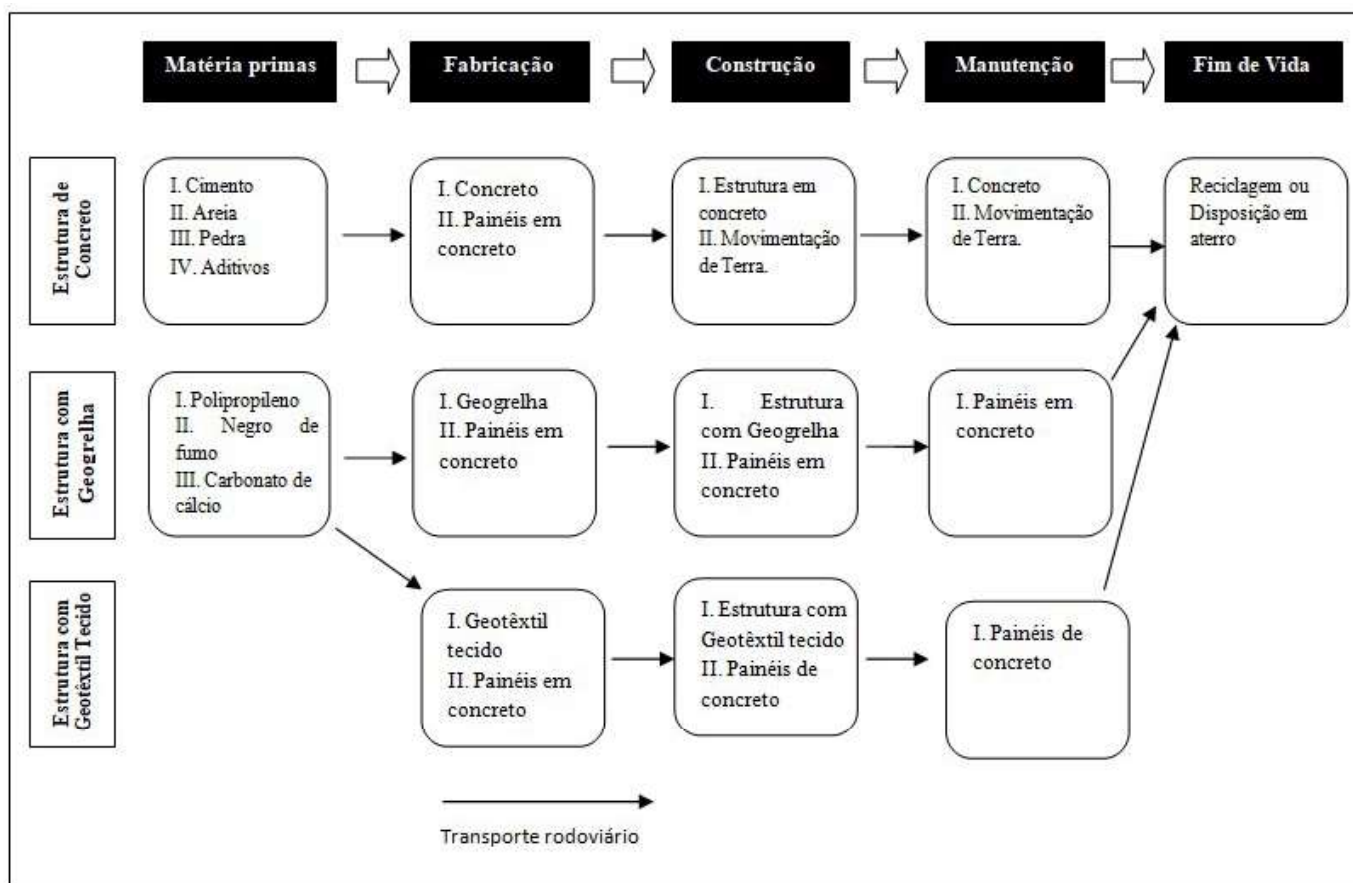 Matéria primas
Fabricação
Construção
Manutenção
Fim de Vida
Estrutura de
Concreto
I. Cimento
II. Areia
III. Pedra
IV. Aditivos
I. Concreto
II. Painéis em
concreto
I. Estrutura em
concreto
II. Movimentação
de Terra.
I. Concreto
II. Movimentação
de Terra.
Reciclagem ou
Disposição em
aterro
Estrutura com
Geogrelha
I. Polipropileno
II. Negro de
fumo
III. Carbonato de
cálcio
I. Geogrelha
II. Painéis em
concreto
I. Estrutura
com Geogrelha
II. Painéis em
concreto
I. Painéis em
concreto
Estrutura com
Geotêxtil Tecido
I. Geotêxtil
tecido
II. Painéis em
concreto
I. Estrutura com
Geotêxtil tecido
II. Painéis de
concreto
I. Painéis de
concreto
Transporte rodoviário